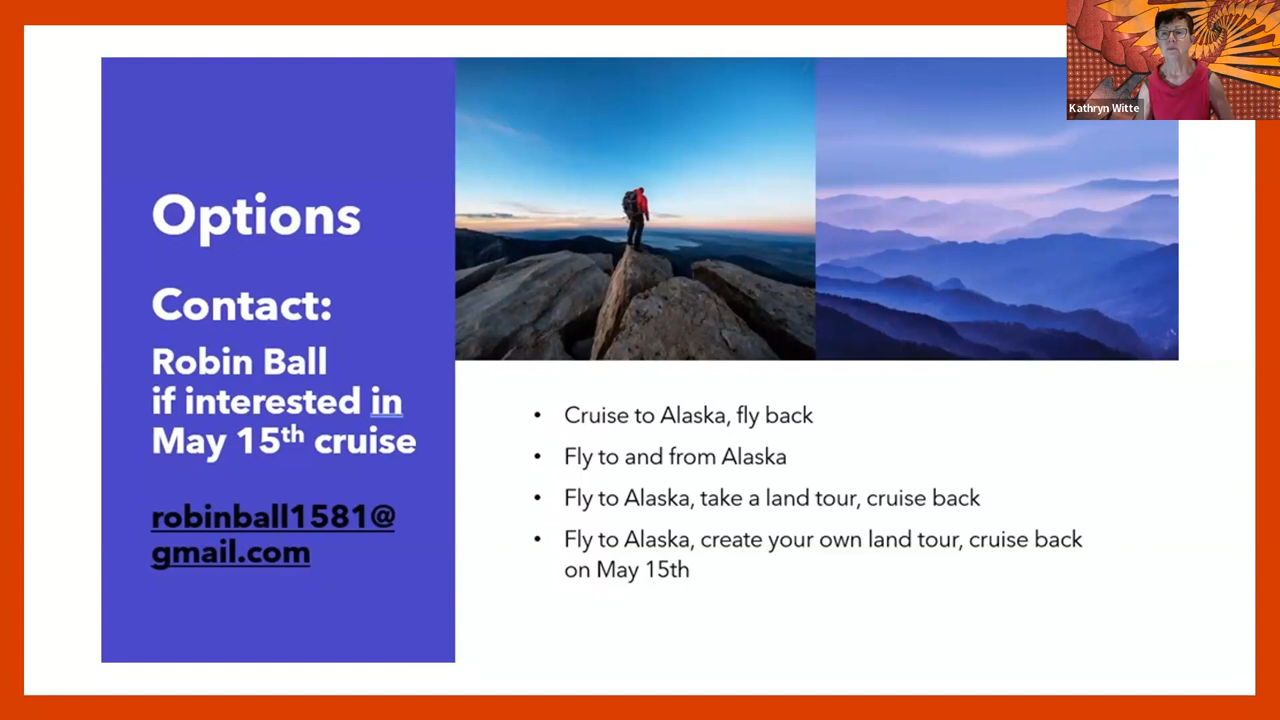 Options
Contact:
Robin Ball
if interested in
May 15th cruise
robinball1581@
gmail.com
Kathryn Witte
• Cruise to Alaska, fly back
• Fly to and from Alaska
• Fly to Alaska, take a land tour, cruise back
• Fly to Alaska, create your own land tour, cruise back
on May 15th